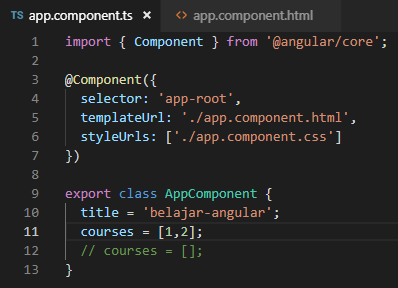 TS app.component.ts × <> app.component.html
1 import { Component } from '@angular/core';
2
3 @Component({
4   selector: 'app-root',
5   templateUrl: './app.component.html',
6   styleUrls: ['./app.component.css']
7 })
8
9 export class AppComponent {
10   title = 'belajar-angular';
11   courses = [1,2];
12   // courses = [];
13 }